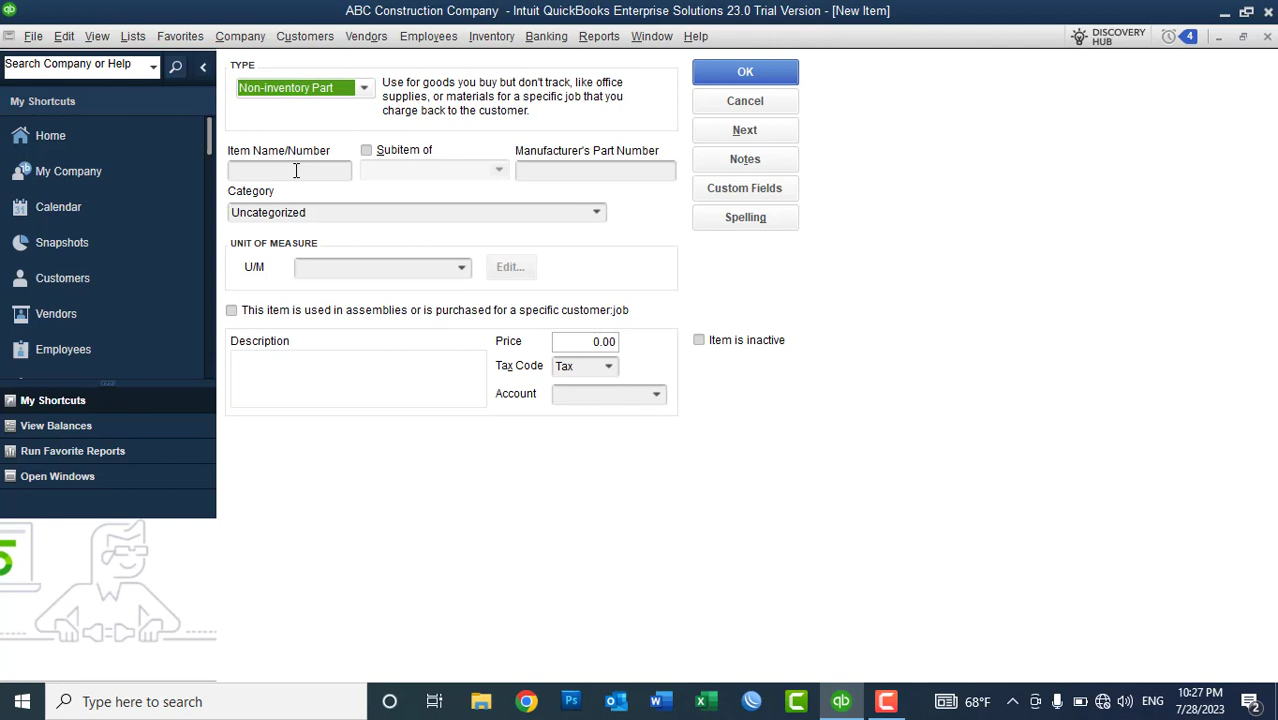 ABC Construction Company - Intuit QuickBooks Enterprise Solutions 23.0 Trial Version - [New Item]
File Edit View Lists Favorites Company Customers Vendors Employees Inventory Banking Reports Window Help DISCOVERY HUB 4
Search Company or Help
My Shortcuts
Home
My Company
Calendar
Snapshots
Customers
Vendors
Employees
My Shortcuts
View Balances
Run Favorite Reports
Open Windows
TYPE
Non-inventory Part
Use for goods you buy but don't track, like office
supplies, or materials for a specific job that you
charge back to the customer.
Item Name/Number Subitem of Manufacturer's Part Number
Category
Uncategorized
UNIT OF MEASURE
U/M Edit...
This item is used in assemblies or is purchased for a specific customer:job
Description Price 0.00
Tax Code Tax
Account
OK
Cancel
Next
Notes
Custom Fields
Spelling
Item is inactive
Type here to search
68°F ENG 10:27 PM
7/28/2023 2